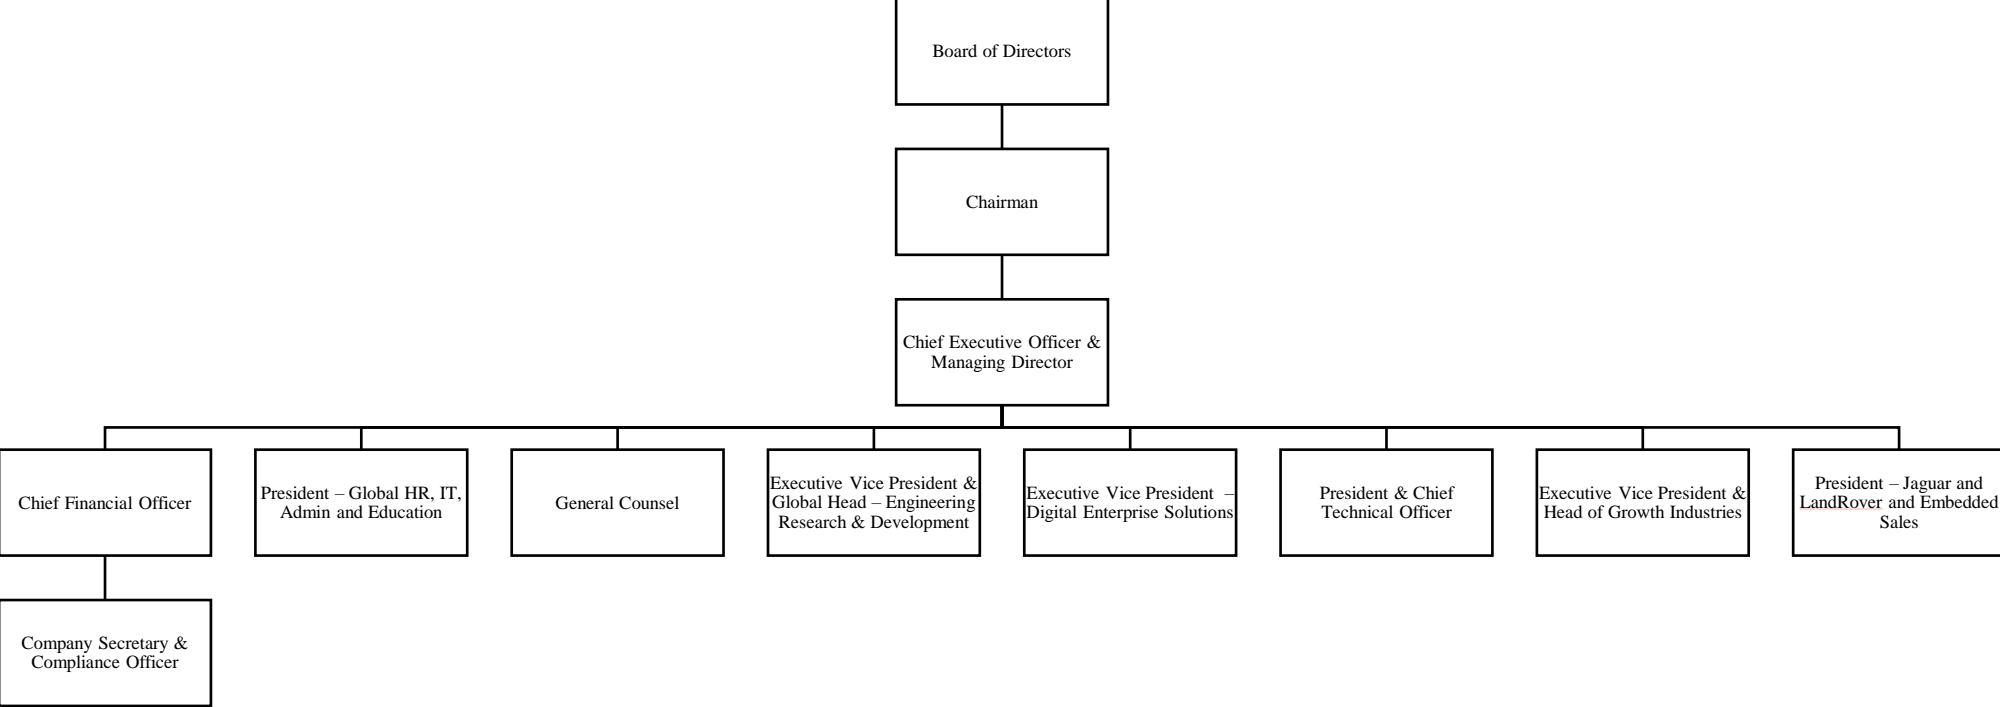 Board of Directors
Chairman
Chief Executive Officer &
Managing Director
Chief Financial Officer
President – Global HR, IT,
Admin and Education
General Counsel
Executive Vice President &
Global Head – Engineering
Research & Development
Executive Vice President –
Digital Enterprise Solutions
President & Chief
Technical Officer
Executive Vice President &
Head of Growth Industries
President – Jaguar and
LandRover and Embedded
Sales
Company Secretary &
Compliance Officer